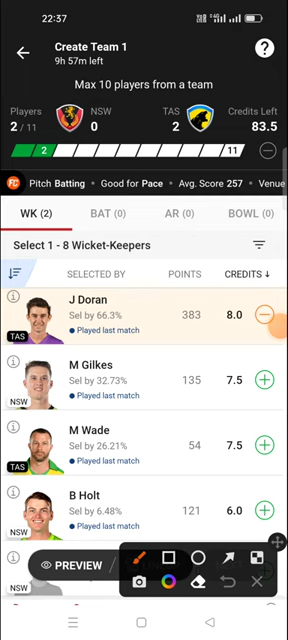 22:37
Create Team 1
9h 57m left
?
Max 10 players from a team
Players
2 / 11
NSW
0
TAS
2
Credits Left
83.5
2
11
Pitch Batting • Good for Pace • Avg. Score 257 • Venue
WK (2) BAT (0) AR (0) BOWL (0)
Select 1 - 8 Wicket-Keepers
SELECTED BY POINTS CREDITS ↓
J Doran
Sel by 66.3% 383 8.0
Played last match
TAS
M Gilkes
Sel by 32.73% 135 7.5
Played last match
NSW
M Wade
Sel by 26.21% 54 7.5
Played last match
TAS
B Holt
Sel by 6.48% 121 6.0
Played last match
NSW
PREVIEW